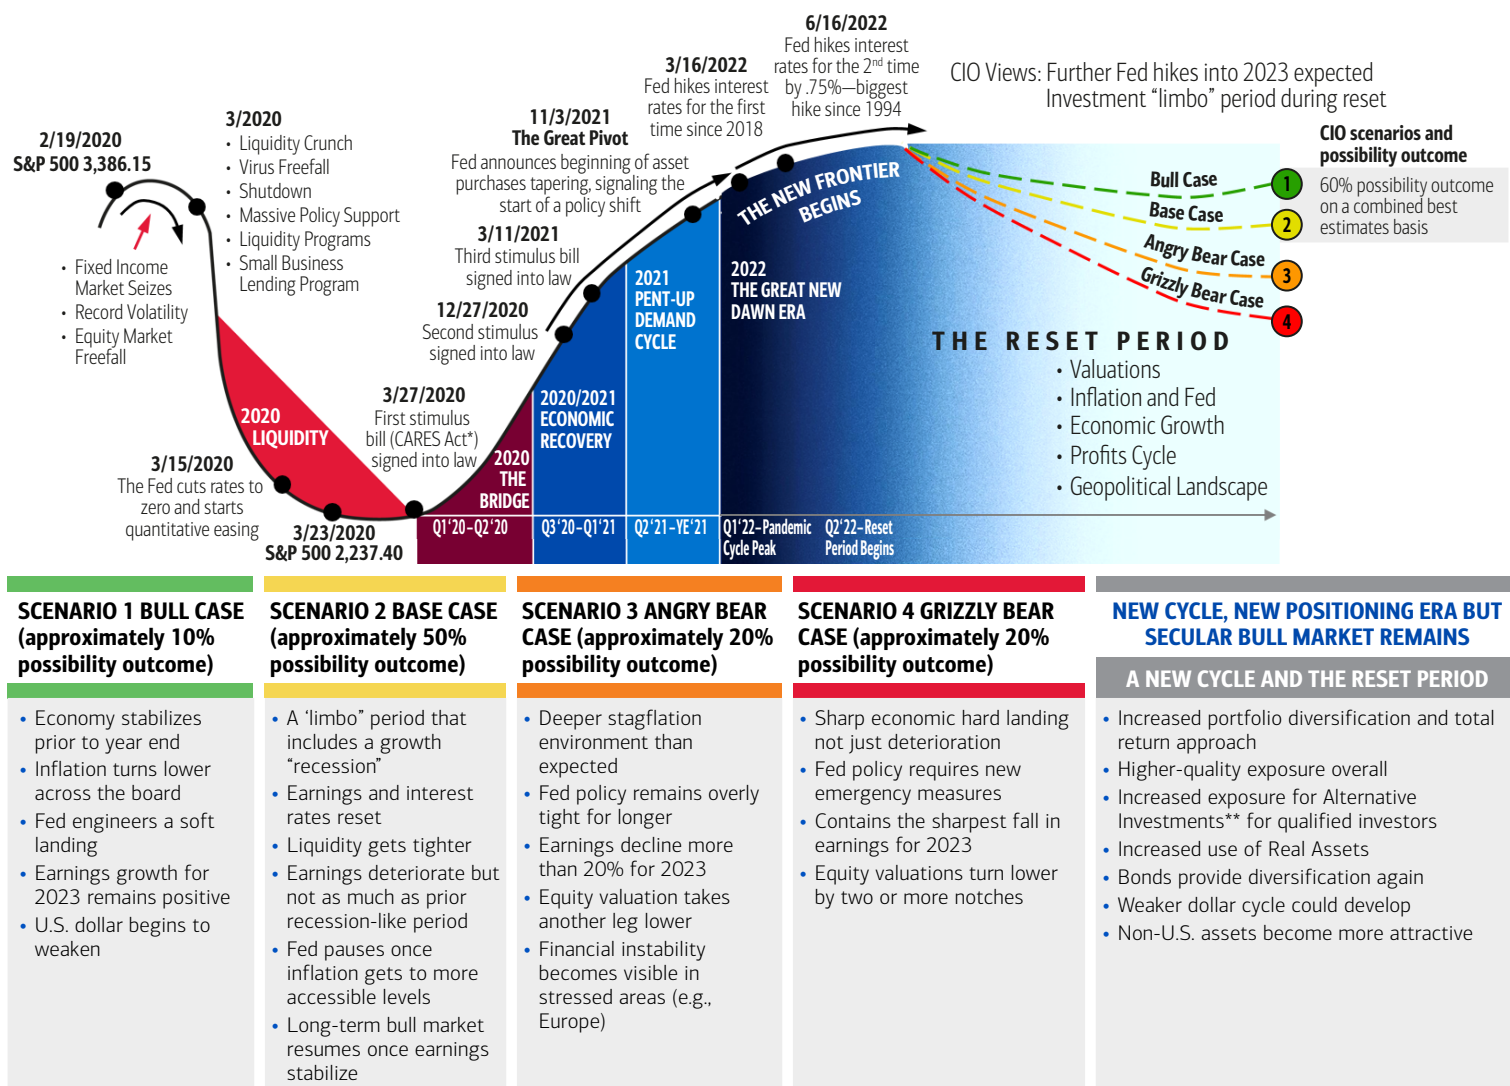 6/16/2022
Fed hikes interest
rates for the 2nd time
by .75%—biggest
hike since 1994
3/16/2022
Fed hikes interest
rates for the first
time since 2018
CIO Views: Further Fed hikes into 2023 expected
Investment “limbo” period during reset
11/3/2021
The Great Pivot
Fed announces beginning of asset
purchases tapering, signaling the
start of a policy shift
2/19/2020
S&P 500 3,386.15
3/2020
• Liquidity Crunch
• Virus Freefall
• Shutdown
• Massive Policy Support
• Liquidity Programs
• Small Business
Lending Program
• Fixed Income
Market Seizes
• Record Volatility
• Equity Market
Freefall
CIO scenarios and
possibility outcome
60% possibility outcome
on a combined best
estimates basis
Bull Case
1
Base Case
2
Angry Bear Case
3
Grizzly Bear Case
4
THE NEW FRONTIER
BEGINS
3/11/2021
Third stimulus bill
signed into law
12/27/2020
Second stimulus
signed into law
2021
PENT-UP
DEMAND
CYCLE
2022
THE GREAT NEW
DAWN ERA
THE RESET PERIOD
• Valuations
• Inflation and Fed
• Economic Growth
• Profits Cycle
• Geopolitical Landscape
3/27/2020
First stimulus
bill (CARES Act*)
signed into law
2020/2021
ECONOMIC
RECOVERY
2020
LIQUIDITY
2020
THE
BRIDGE
3/15/2020
The Fed cuts rates to
zero and starts
quantitative easing
3/23/2020
S&P 500 2,237.40
Q1‘20–Q2‘20
Q3‘20–Q1‘21
Q2‘21–YE‘21
Q1‘22–Pandemic
Cycle Peak
Q2‘22–Reset
Period Begins
SCENARIO 1 BULL CASE
(approximately 10%
possibility outcome)
• Economy stabilizes
prior to year end
• Inflation turns lower
across the board
• Fed engineers a soft
landing
• Earnings growth for
2023 remains positive
• U.S. dollar begins to
weaken
SCENARIO 2 BASE CASE
(approximately 50%
possibility outcome)
• A ‘limbo” period that
includes a growth
“recession”
• Earnings and interest
rates reset
• Liquidity gets tighter
• Earnings deteriorate but
not as much as prior
recession-like period
• Fed pauses once
inflation gets to more
accessible levels
• Long-term bull market
resumes once earnings
stabilize
SCENARIO 3 ANGRY BEAR
CASE (approximately 20%
possibility outcome)
• Deeper stagflation
environment than
expected
• Fed policy remains overly
tight for longer
• Earnings decline more
than 20% for 2023
• Equity valuation takes
another leg lower
• Financial instability
becomes visible in
stressed areas (e.g.,
Europe)
SCENARIO 4 GRIZZLY BEAR
CASE (approximately 20%
possibility outcome)
• Sharp economic hard landing
not just deterioration
• Fed policy requires new
emergency measures
• Contains the sharpest fall in
earnings for 2023
• Equity valuations turn lower
by two or more notches
NEW CYCLE, NEW POSITIONING ERA BUT
SECULAR BULL MARKET REMAINS
A NEW CYCLE AND THE RESET PERIOD
• Increased portfolio diversification and total
return approach
• Higher-quality exposure overall
• Increased exposure for Alternative
Investments** for qualified investors
• Increased use of Real Assets
• Bonds provide diversification again
• Weaker dollar cycle could develop
• Non-U.S. assets become more attractive